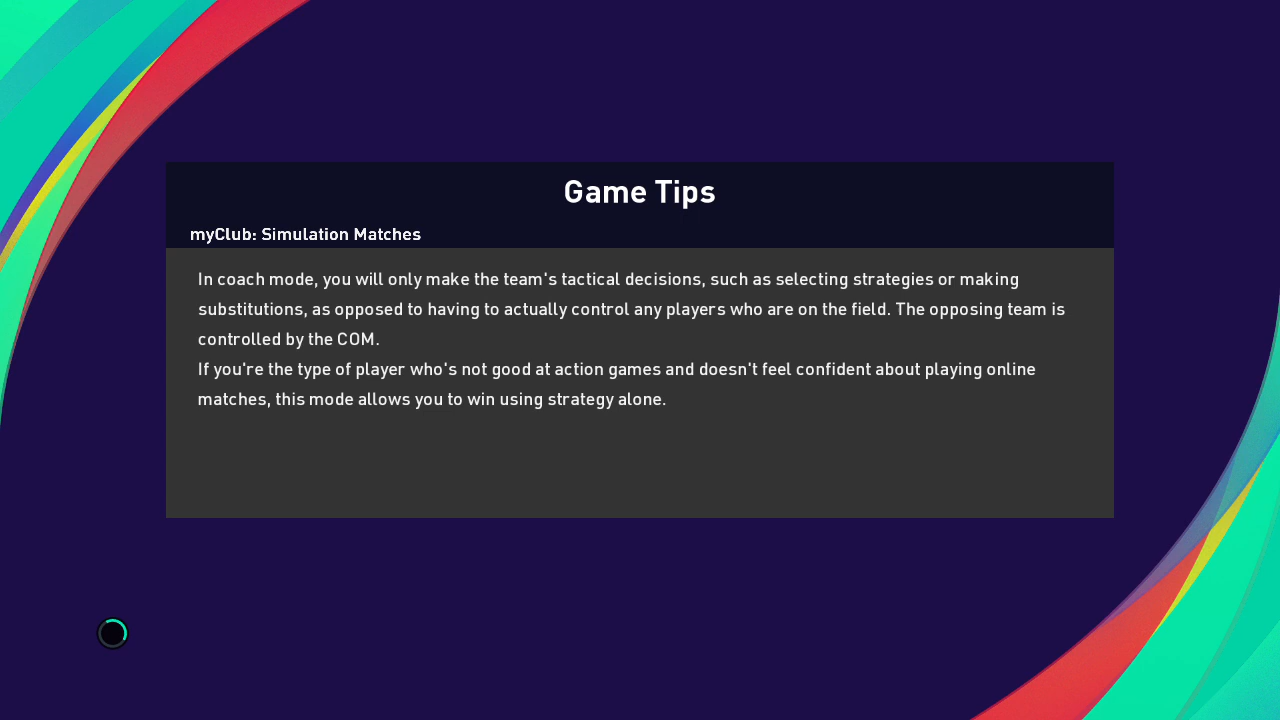 Game Tips
myClub: Simulation Matches
In coach mode, you will only make the team's tactical decisions, such as selecting strategies or making
substitutions, as opposed to having to actually control any players who are on the field. The opposing team is
controlled by the COM.
If you're the type of player who's not good at action games and doesn't feel confident about playing online
matches, this mode allows you to win using strategy alone.